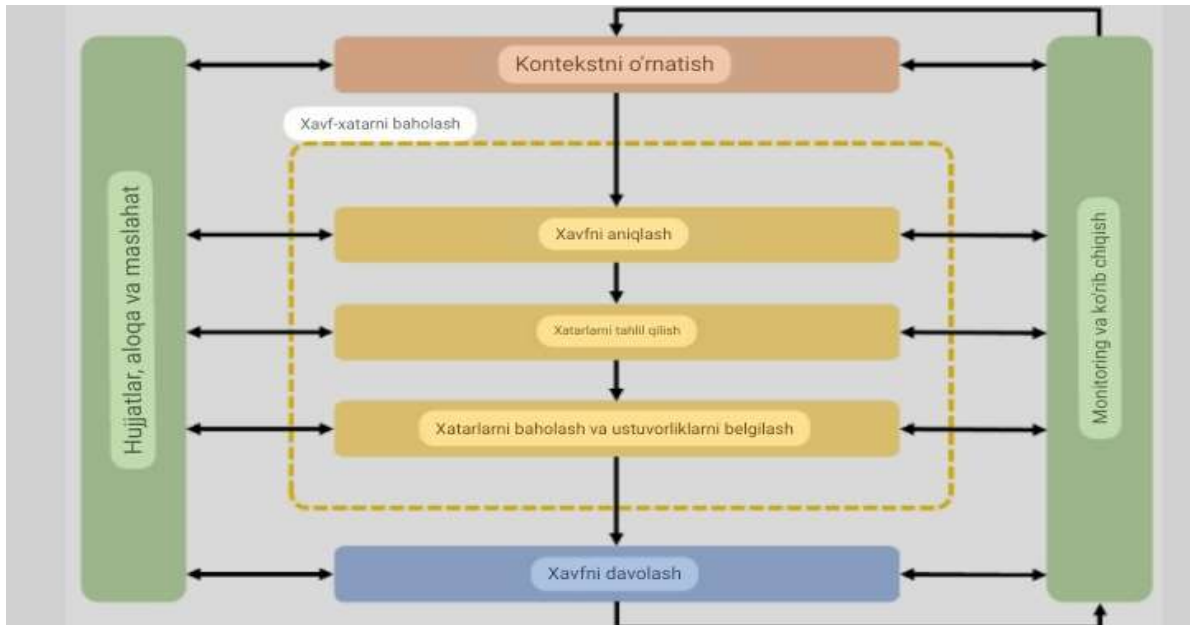 Kontekstni o'rnatish
Xavf-xatarni baholash
Xavfni aniqlash
Xatarlarni tahlil qilish
Xatarlarni baholash va ustuvorliklarni belgilash
Xavfni davolash
Hujjatlar, aloqa va maslahat
Monitoring va ko'rib chiqish